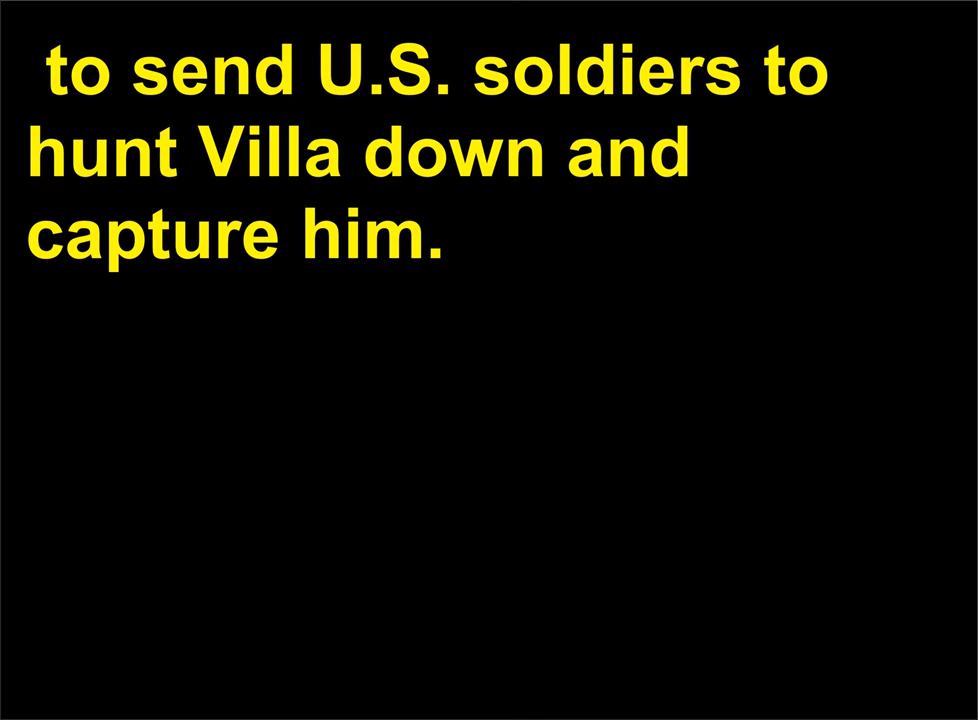 to send U.S. soldiers to
hunt Villa down and
capture him.